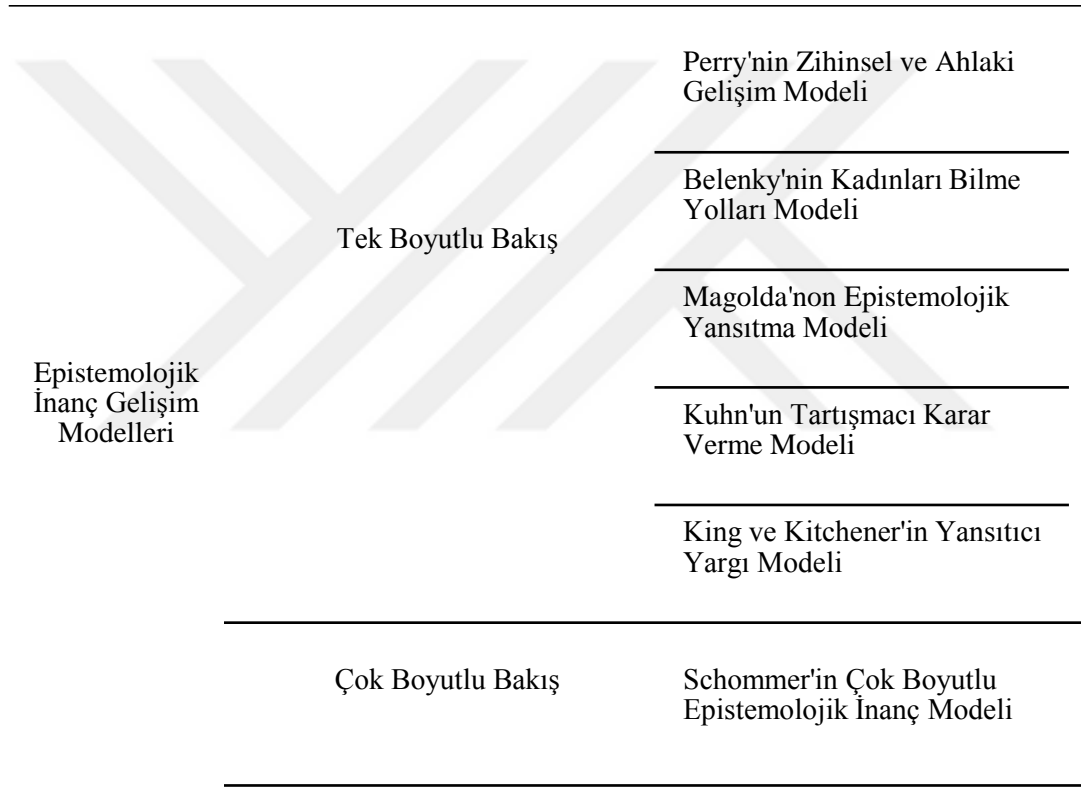 Perry'nin Zihinsel ve Ahlaki
Gelişim Modeli
Belenky'nin Kadınları Bilme
Yolları Modeli
Tek Boyutlu Bakış
Magolda'non Epistemolojik
Yansıtma Modeli
Epistemolojik
İnanç Gelişim
Modelleri
Kuhn'un Tartışmacı Karar
Verme Modeli
King ve Kitchener'in Yansıtıcı
Yargı Modeli
Çok Boyutlu Bakış
Schommer'in Çok Boyutlu
Epistemolojik İnanç Modeli